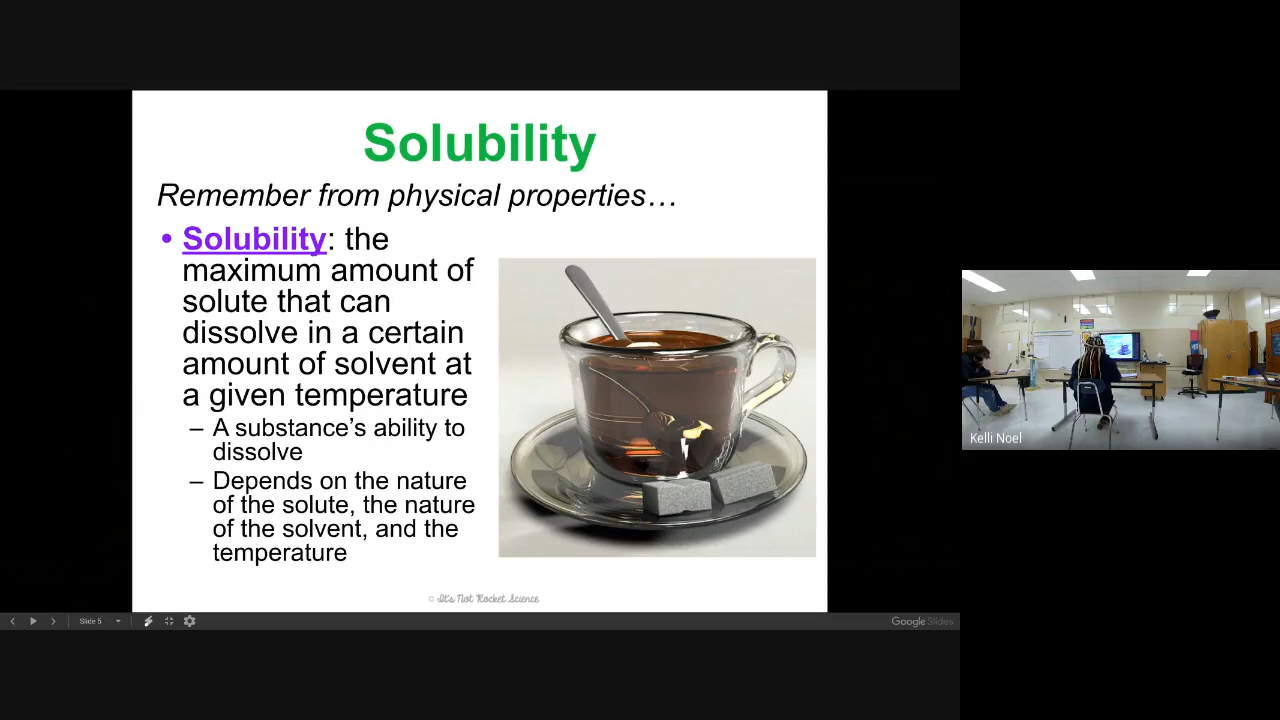 Solubility
Remember from physical properties…
• Solubility: the
maximum amount of
solute that can
dissolve in a certain
amount of solvent at
a given temperature
– A substance’s ability to
dissolve
– Depends on the nature
of the solute, the nature
of the solvent, and the
temperature
© It's Not Rocket Science
Slide 5
Google Slides
Kelli Noel